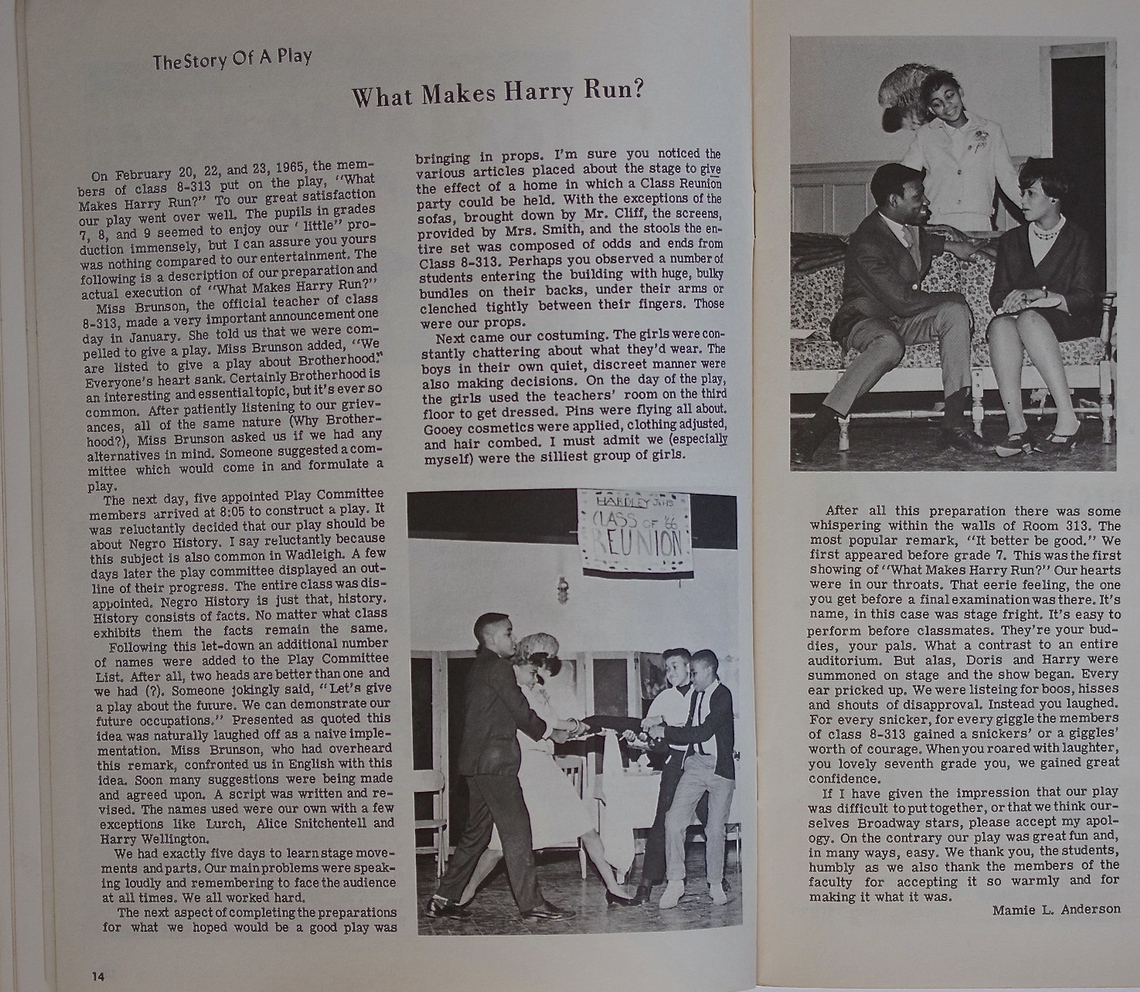 The Story Of A Play
What Makes Harry Run?
On February 20, 22, and 23, 1965, the mem-
bers of class 8-313 put on the play, "What
Makes Harry Run?" To our great satisfaction
our play went over well. The pupils in grades
7, 8, and 9 seemed to enjoy our ' little" pro-
duction immensely, but I can assure you yours
was nothing compared to our entertainment. The
following is a description of our preparation and
actual execution of "What Makes Harry Run?"
Miss Brunson, the official teacher of class
8-313, made a very important announcement one
day in January. She told us that we were com-
pelled to give a play. Miss Brunson added, "We
are listed to give a play about Brotherhood."
Everyone's heart sank. Certainly Brotherhood is
an interesting and essential topic, but it's ever so
common. After patiently listening to our griev-
ances, all of the same nature (Why Brother-
hood?), Miss Brunson asked us if we had any
alternatives in mind. Someone suggested a com-
mittee which would come in and formulate a
play.
The next day, five appointed Play Committee
members arrived at 8:05 to construct a play. It
was reluctantly decided that our play should be
about Negro History. I say reluctantly because
this subject is also common in Wadleigh. A few
days later the play committee displayed an out-
line of their progress. The entire class was dis-
appointed. Negro History is just that, history.
History consists of facts. No matter what class
exhibits them the facts remain the same.
Following this let-down an additional number
of names were added to the Play Committee
List. After all, two heads are better than one and
we had (?). Someone jokingly said, "Let's give
a play about the future. We can demonstrate our
future occupations." Presented as quoted this
idea was naturally laughed off as a naive imple-
mentation. Miss Brunson, who had overheard
this remark, confronted us in English with this
idea. Soon many suggestions were being made
and agreed upon. A script was written and re-
vised. The names used were our own with a few
exceptions like Lurch, Alice Snitchentell and
Harry Wellington.
We had exactly five days to learn stage move-
ments and parts. Our main problems were speak-
ing loudly and remembering to face the audience
at all times. We all worked hard.
The next aspect of completing the preparations
for what we hoped would be a good play was
14
bringing in props. I'm sure you noticed the
various articles placed about the stage to give
the effect of a home in which a Class Reunion
party could be held. With the exceptions of the
sofas, brought down by Mr. Cliff, the screens,
provided by Mrs. Smith, and the stools the en-
tire set was composed of odds and ends from
Class 8-313. Perhaps you observed a number of
students entering the building with huge, bulky
bundles on their backs, under their arms or
clenched tightly between their fingers. Those
were our props.
Next came our costuming. The girls were con-
stantly chattering about what they'd wear. The
boys in their own quiet, discreet manner were
also making decisions. On the day of the play,
the girls used the teachers' room on the third
floor to get dressed. Pins were flying all about.
Gooey cosmetics were applied, clothing adjusted,
and hair combed. I must admit we (especially
myself) were the silliest group of girls.
HARDLEY JHS
CLASS OF '66
REUNION
After all this preparation there was some
whispering within the walls of Room 313. The
most popular remark, "It better be good." We
first appeared before grade 7. This was the first
showing of "What Makes Harry Run?" Our hearts
were in our throats. That eerie feeling, the one
you get before a final examination was there. It's
name, in this case was stage fright. It's easy to
perform before classmates. They're your bud-
dies, your pals. What a contrast to an entire
auditorium. But alas, Doris and Harry were
summoned on stage and the show began. Every
ear pricked up. We were listeing for boos, hisses
and shouts of disapproval. Instead you laughed.
For every snicker, for every giggle the members
of class 8-313 gained a snickers' or a giggles'
worth of courage. When you roared with laughter,
you lovely seventh grade you, we gained great
confidence.
If I have given the impression that our play
was difficult to put together, or that we think our-
selves Broadway stars, please accept my apol-
ogy. On the contrary our play was great fun and,
in many ways, easy. We thank you, the students,
humbly as we also thank the members of the
faculty for accepting it so warmly and for
making it what it was.
Mamie L. Anderson